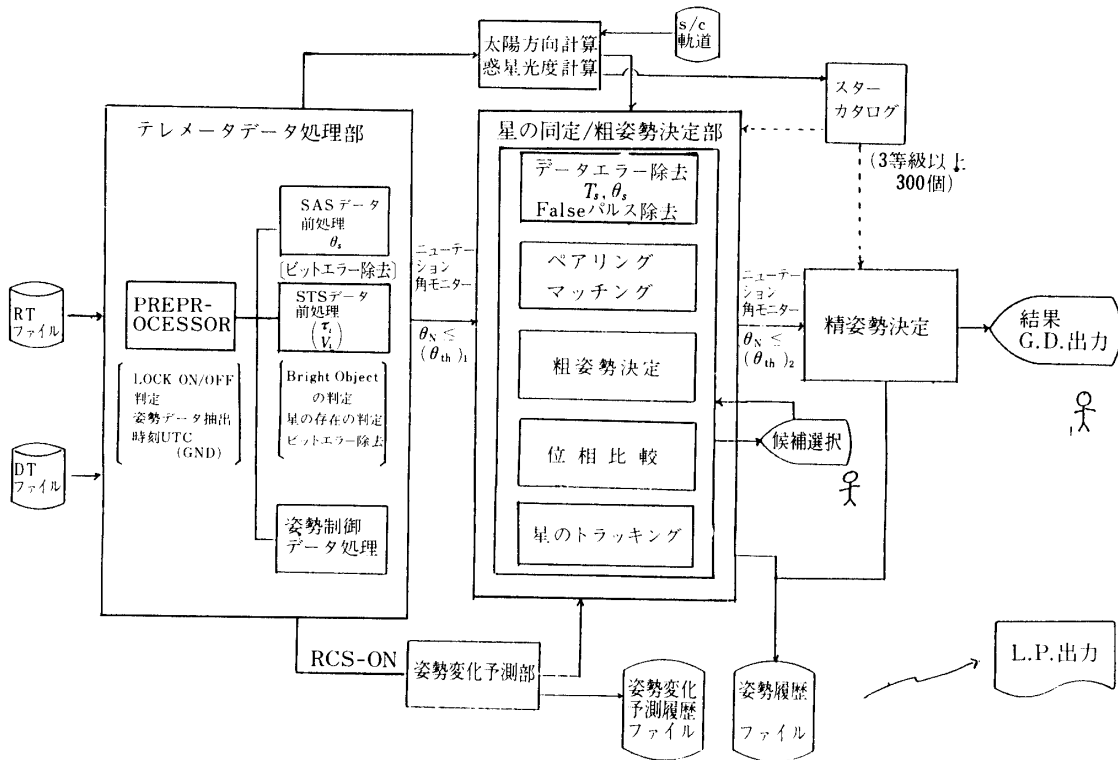 s/c
軌道
太陽方向計算
惑星光度計算
スター
カタログ
(3等級以上
300個)
テレメータデータ処理部
SASデータ
前処理
θs
[ビットエラー除去]
RT
ファイル
PREPR-
OCESSOR
STSデータ
前処理
LOCK ON/OFF
判定
姿勢データ抽出
時刻UTC
(GND)
Bright Object
の判定
星の存在の判定
ビットエラー除去
DT
ファイル
姿勢制御
データ処理
ニューテー
ション
角モニター
θN ≤
(θth)1
星の同定/粗姿勢決定部
データエラー除去
Ts, θs
Falseパルス除去
ペアリング
マッチング
粗姿勢決定
位相比較
星のトラッキング
ニューテー
ション
角モニター
θN ≤
(θth)2
精姿勢決定
結果
G.D.出力
候補選択
RCS-ON
姿勢変化予測部
姿勢変化
予測履歴
ファイル
姿勢履歴
ファイル
L.P.出力